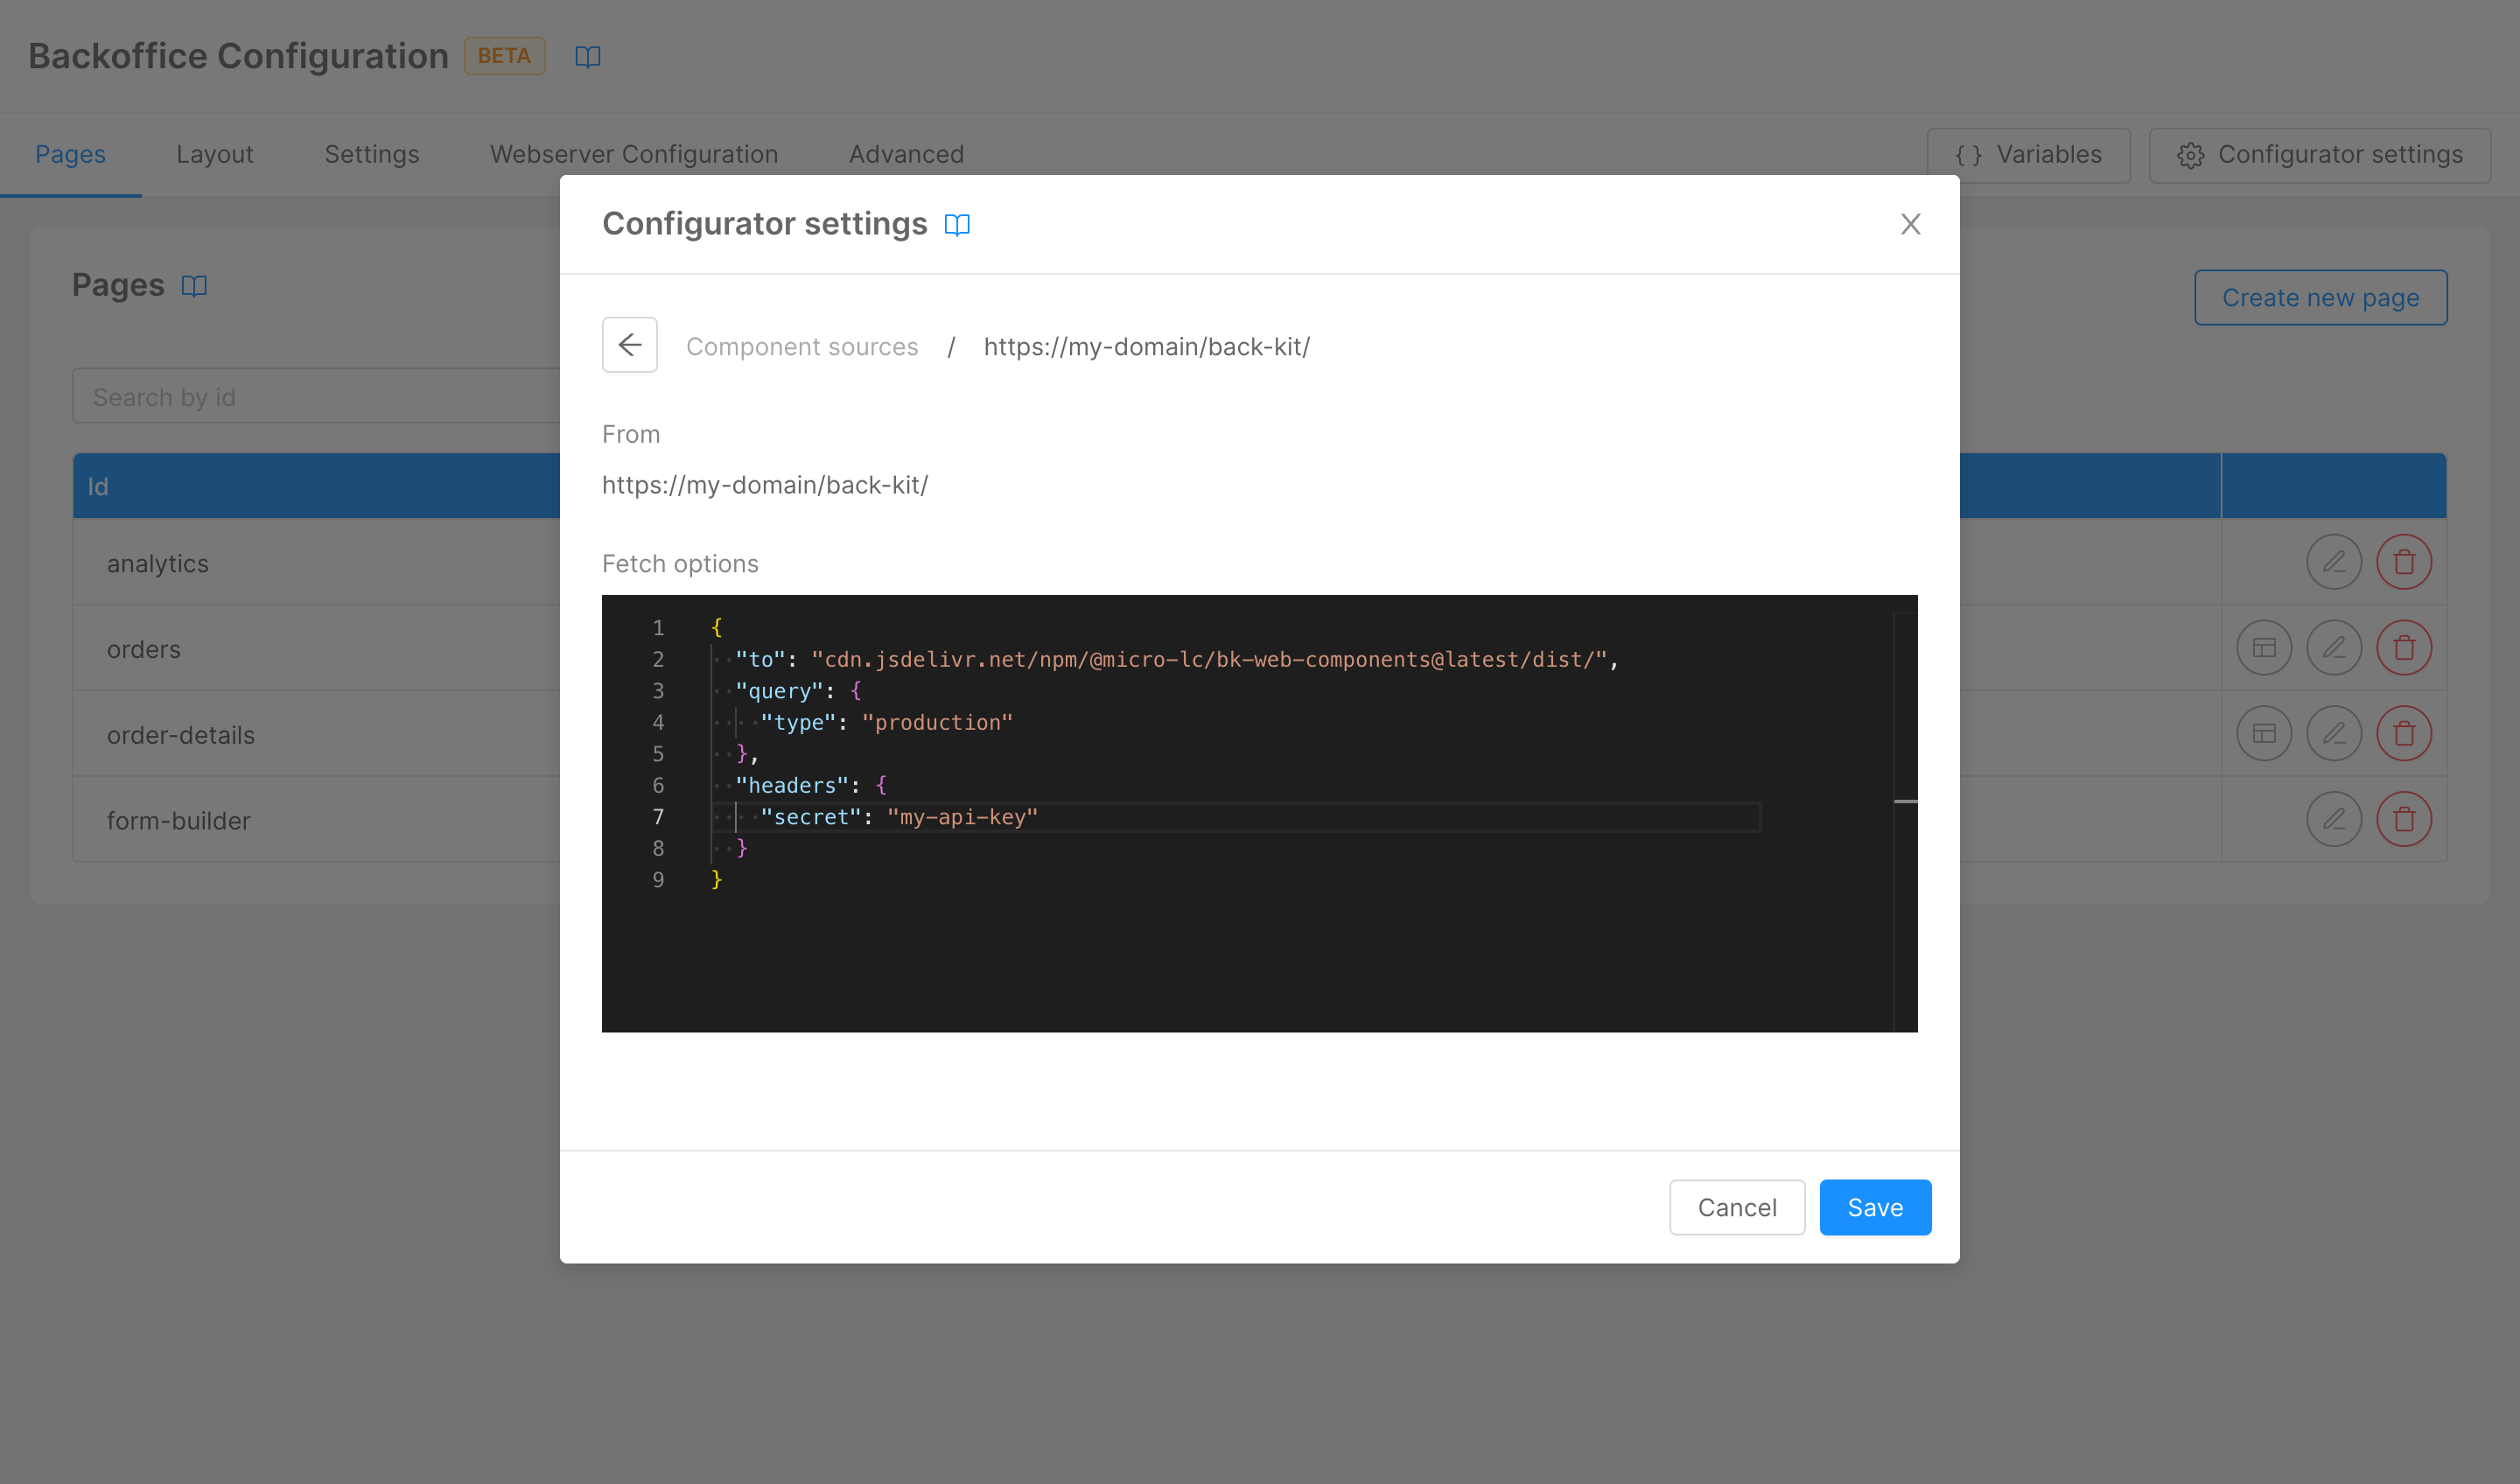 Backoffice Configuration BETA
Pages Layout Settings Webserver Configuration Advanced { } Variables Configurator settings
Configurator settings
Pages
Create new page
Component sources / https://my-domain/back-kit/
Search by id
From
https://my-domain/back-kit/
Id
Fetch options
analytics
orders
order-details
form-builder
1 {
2 "to": "cdn.jsdelivr.net/npm/@micro-lc/bk-web-components@latest/dist/",
3 "query": {
4 "type": "production"
5 },
6 "headers": {
7 "secret": "my-api-key"
8 }
9 }
Cancel Save